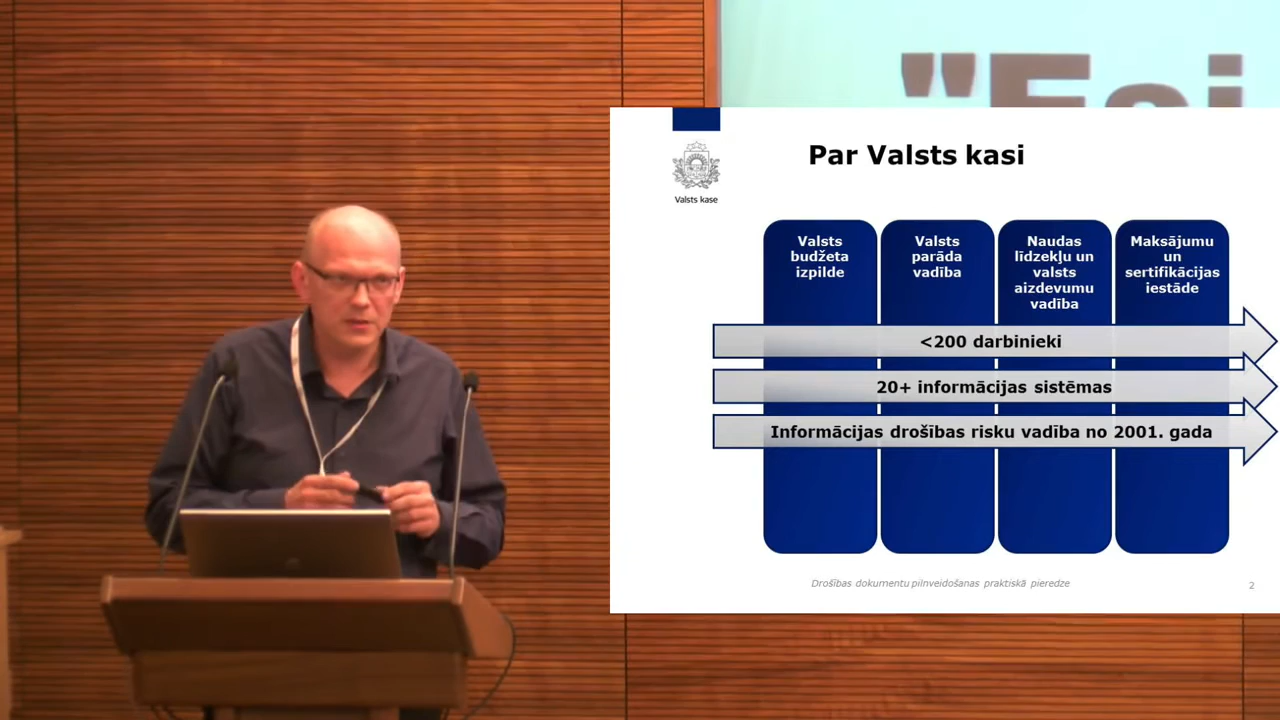 Par Valsts kasi
Valsts kase
Valsts
budžeta
izpilde
Valsts
parāda
vadība
Naudas
līdzekļu un
valsts
aizdevumu
vadība
Maksājumu
un
sertifikācijas
iestāde
<200 darbinieki
20+ informācijas sistēmas
Informācijas drošības risku vadība no 2001. gada
Drošības dokumentu pilnveidošanas praktiskā pieredze
2